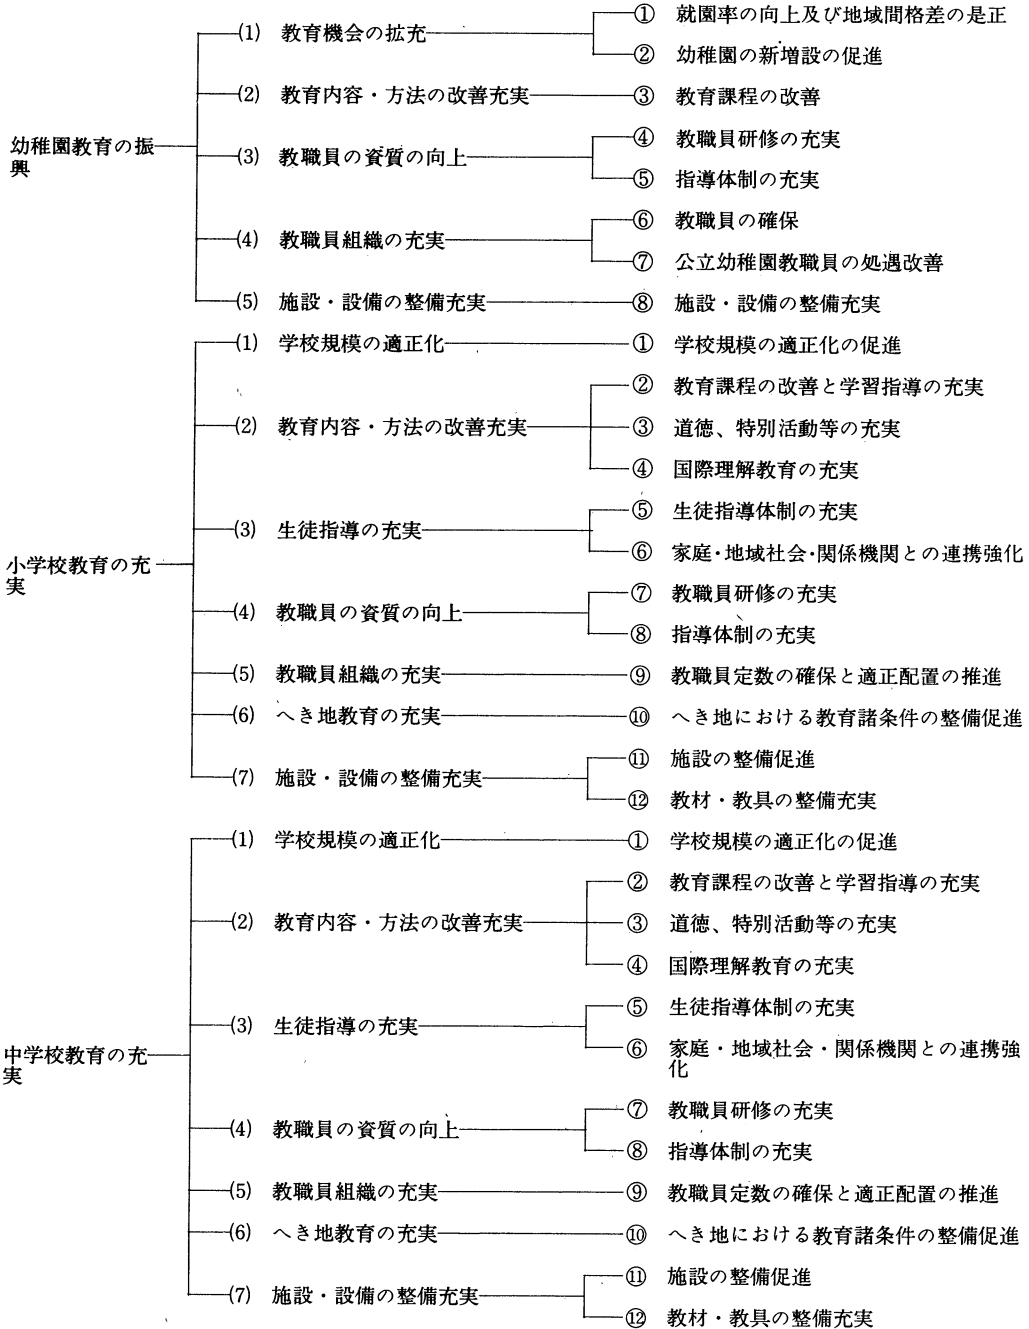 幼稚園教育の振
興
(1) 教育機会の拡充
① 就園率の向上及び地域間格差の是正
② 幼稚園の新増設の促進
(2) 教育内容・方法の改善充実
③ 教育課程の改善
(3) 教職員の資質の向上
④ 教職員研修の充実
⑤ 指導体制の充実
(4) 教職員組織の充実
⑥ 教職員の確保
⑦ 公立幼稚園教職員の処遇改善
(5) 施設・設備の整備充実
⑧ 施設・設備の整備充実
小学校教育の充
実
(1) 学校規模の適正化
① 学校規模の適正化の促進
(2) 教育内容・方法の改善充実
② 教育課程の改善と学習指導の充実
③ 道徳、特別活動等の充実
④ 国際理解教育の充実
(3) 生徒指導の充実
⑤ 生徒指導体制の充実
⑥ 家庭・地域社会・関係機関との連携強化
(4) 教職員の資質の向上
⑦ 教職員研修の充実
⑧ 指導体制の充実
(5) 教職員組織の充実
⑨ 教職員定数の確保と適正配置の推進
(6) へき地教育の充実
⑩ へき地における教育諸条件の整備促進
(7) 施設・設備の整備充実
⑪ 施設の整備促進
⑫ 教材・教具の整備充実
中学校教育の充
実
(1) 学校規模の適正化
① 学校規模の適正化の促進
(2) 教育内容・方法の改善充実
② 教育課程の改善と学習指導の充実
③ 道徳、特別活動等の充実
④ 国際理解教育の充実
(3) 生徒指導の充実
⑤ 生徒指導体制の充実
⑥ 家庭・地域社会・関係機関との連携強
化
(4) 教職員の資質の向上
⑦ 教職員研修の充実
⑧ 指導体制の充実
(5) 教職員組織の充実
⑨ 教職員定数の確保と適正配置の推進
(6) へき地教育の充実
⑩ へき地における教育諸条件の整備促進
(7) 施設・設備の整備充実
⑪ 施設の整備促進
⑫ 教材・教具の整備充実